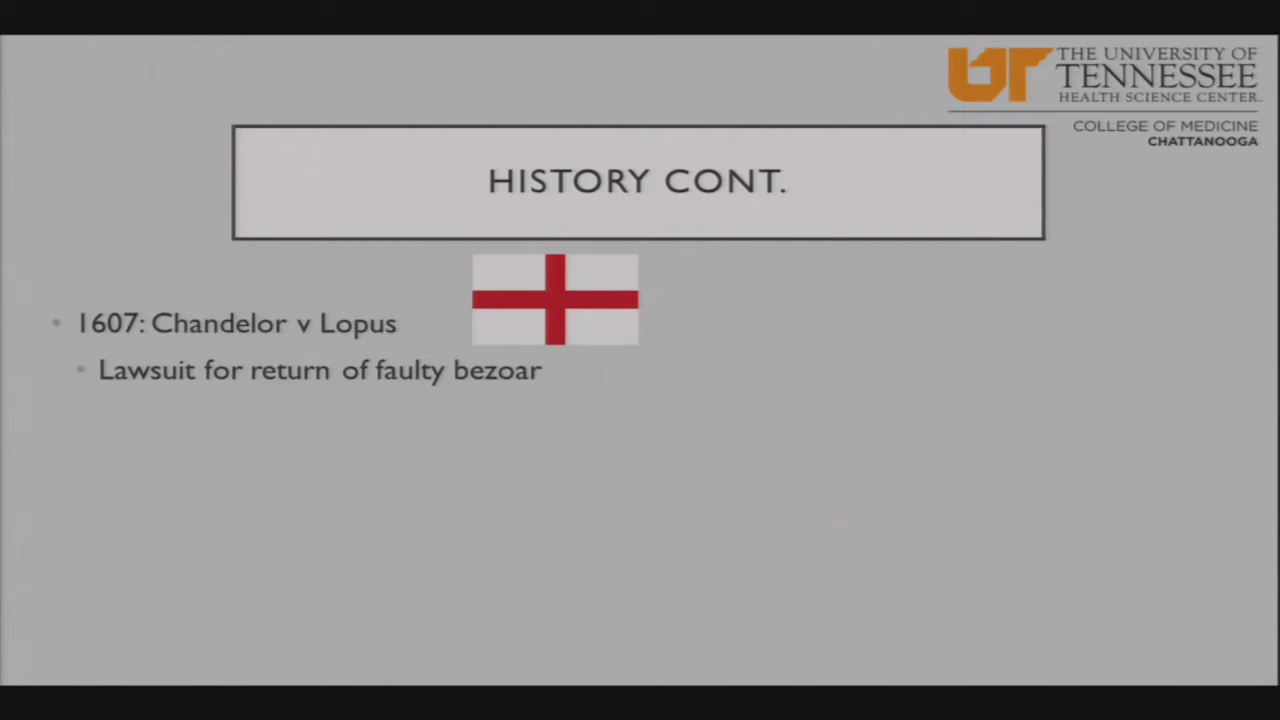 THE UNIVERSITY OF
TENNESSEE
HEALTH SCIENCE CENTER.
COLLEGE OF MEDICINE
CHATTANOOGA
HISTORY CONT.
• 1607: Chandelor v Lopus
• Lawsuit for return of faulty bezoar